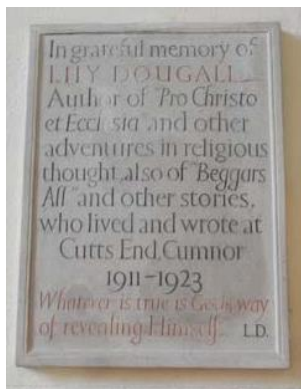 In grateful memory of
LILY DOUGALL
Author of "Pro Christo
et Ecclesia" and other
adventures in religious
thought, also of "Beggars
All" and other stories,
who lived and wrote at
Cutts End, Cumnor
1911-1923
Whatever is true is God's way
of revealing Himself. L.D.